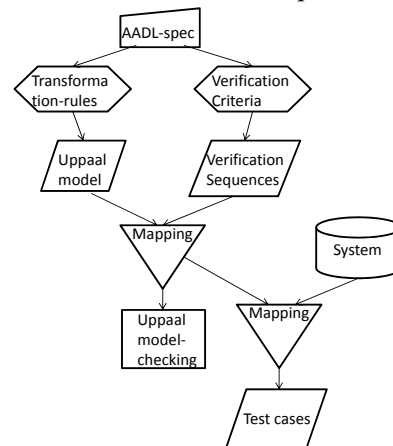 AADL-spec
Transforma
tion-rules
Verification
Criteria
Uppaal
model
Verification
Sequences
Mapping
System
Uppaal
model-
checking
Mapping
Test cases